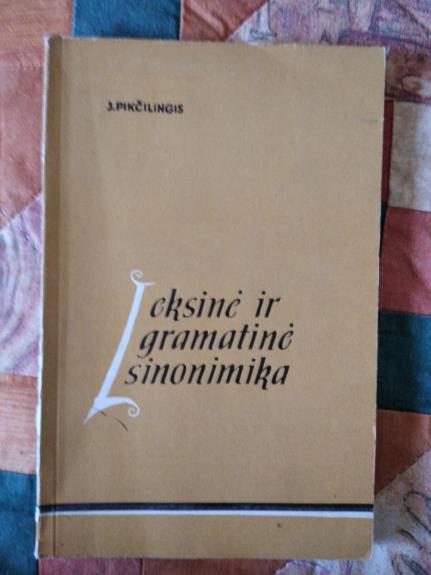 J.PIKČILINGIS
Leksinė ir
gramatinė
sinonimika